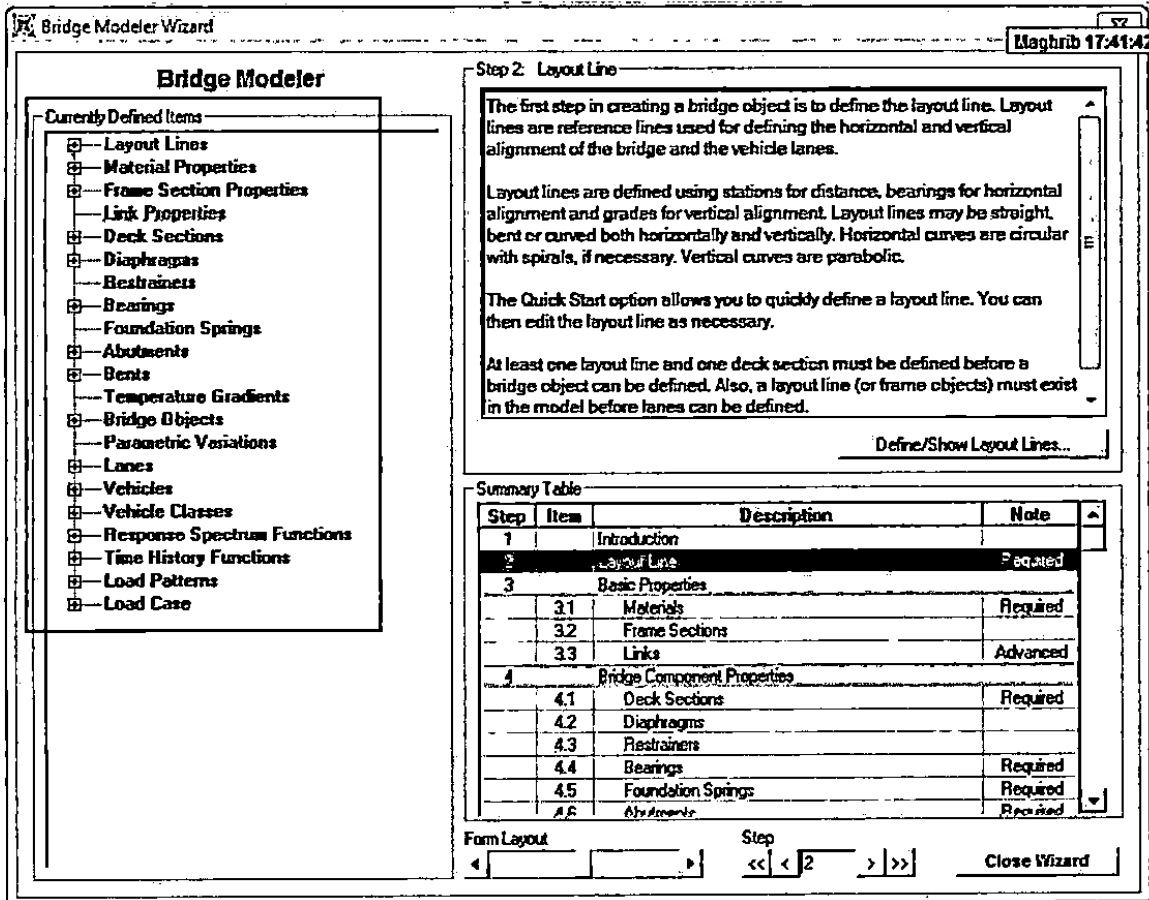 Bridge Modeler Wizard
Maghrib 17:41:42
Bridge Modeler
Currently Defined Items
Layout Lines
Material Properties
Frame Section Properties
Link Properties
Deck Sections
Diaphragms
Restrainers
Bearings
Foundation Springs
Abutments
Bents
Temperature Gradients
Bridge Objects
Parametric Variations
Lanes
Vehicles
Vehicle Classes
Response Spectrum Functions
Time History Functions
Load Patterns
Load Case
Step 2: Layout Line
The first step in creating a bridge object is to define the layout line. Layout
lines are reference lines used for defining the horizontal and vertical
alignment of the bridge and the vehicle lanes.
Layout lines are defined using stations for distance, bearings for horizontal
alignment and grades for vertical alignment. Layout lines may be straight,
bent or curved both horizontally and vertically. Horizontal curves are circular
with spirals, if necessary. Vertical curves are parabolic.
The Quick Start option allows you to quickly define a layout line. You can
then edit the layout line as necessary.
At least one layout line and one deck section must be defined before a
bridge object can be defined. Also, a layout line (or frame objects) must exist
in the model before lanes can be defined.
Define/Show Layout Lines...
Summary Table
Step Item Description Note
1 Introduction
2 Layout Line Required
3 Basic Properties
3.1 Materials Required
3.2 Frame Sections
3.3 Links Advanced
4 Bridge Component Properties
4.1 Deck Sections Required
4.2 Diaphragms
4.3 Restrainers
4.4 Bearings Required
4.5 Foundation Springs Required
4.6 Abutments Required
Form Layout
Step
<< < 2 > >>
Close Wizard